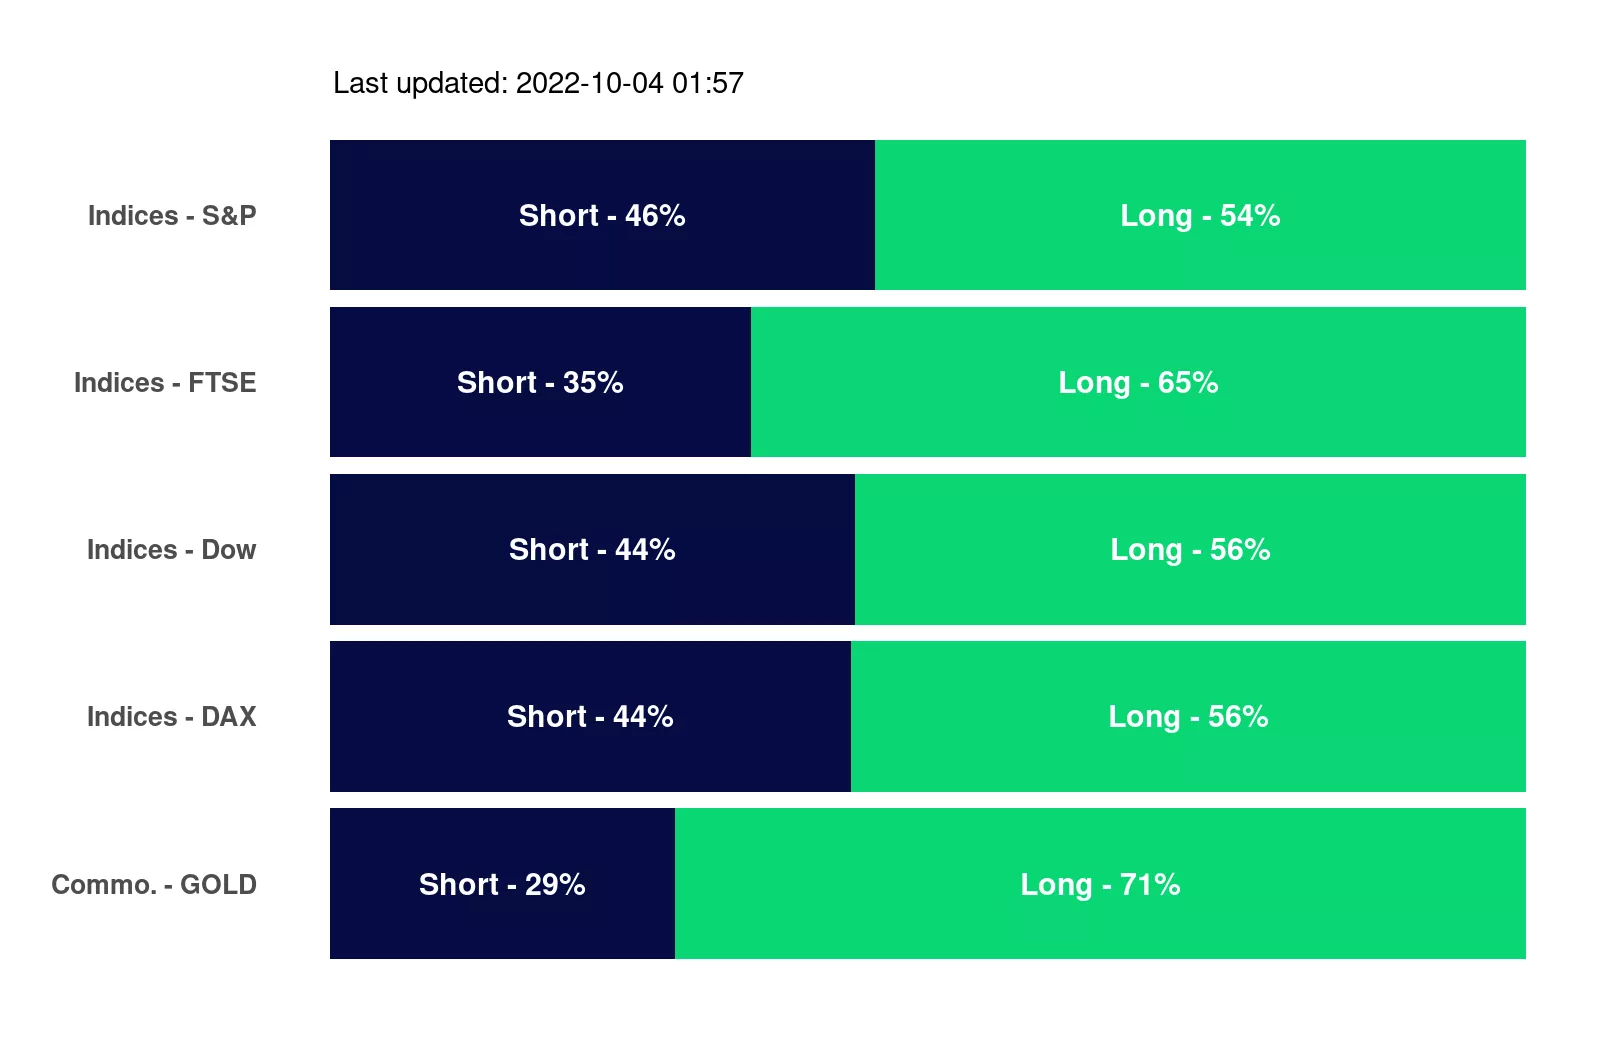 Last updated: 2022-10-04 01:57
Indices - S&P Short - 46% Long - 54%
Indices - FTSE Short - 35% Long - 65%
Indices - Dow Short - 44% Long - 56%
Indices - DAX Short - 44% Long - 56%
Commo. - GOLD Short - 29% Long - 71%